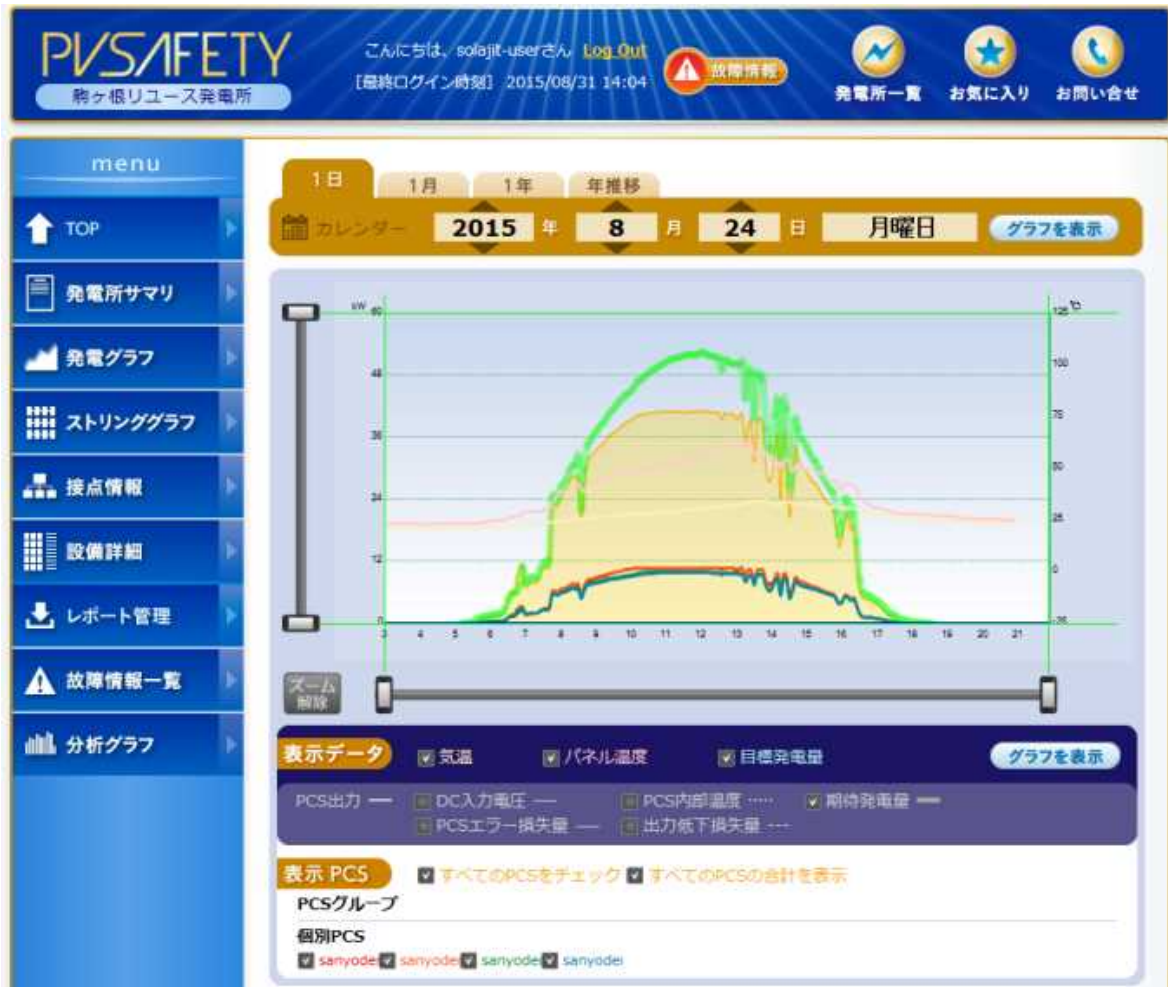 PVSAFETY
駒ヶ根リユース発電所
こんにちは、solajit-userさん Log Out
[最終ログイン時刻] 2015/08/31 14:04
故障情報
発電所一覧
お気に入り
お問い合せ
menu
TOP
発電所サマリ
発電グラフ
ストリンググラフ
接点情報
設備詳細
レポート管理
故障情報一覧
分析グラフ
1日 1月 1年 年推移
カレンダー 2015 年 8 月 24 日 月曜日 グラフを表示
kW
60
48
36
24
12
0
℃
125
100
75
50
25
0
-25
3 4 5 6 7 8 9 10 11 12 13 14 15 16 17 18 19 20 21
ズーム
解除
表示データ 気温 パネル温度 目標発電量 グラフを表示
PCS出力 DC入力電圧 PCS内部温度 期待発電量
PCSエラー損失量 出力低下損失量
表示 PCS すべてのPCSをチェック すべてのPCSの合計を表示
PCSグループ
個別PCS
sanyodei sanyodei sanyodei sanyodei